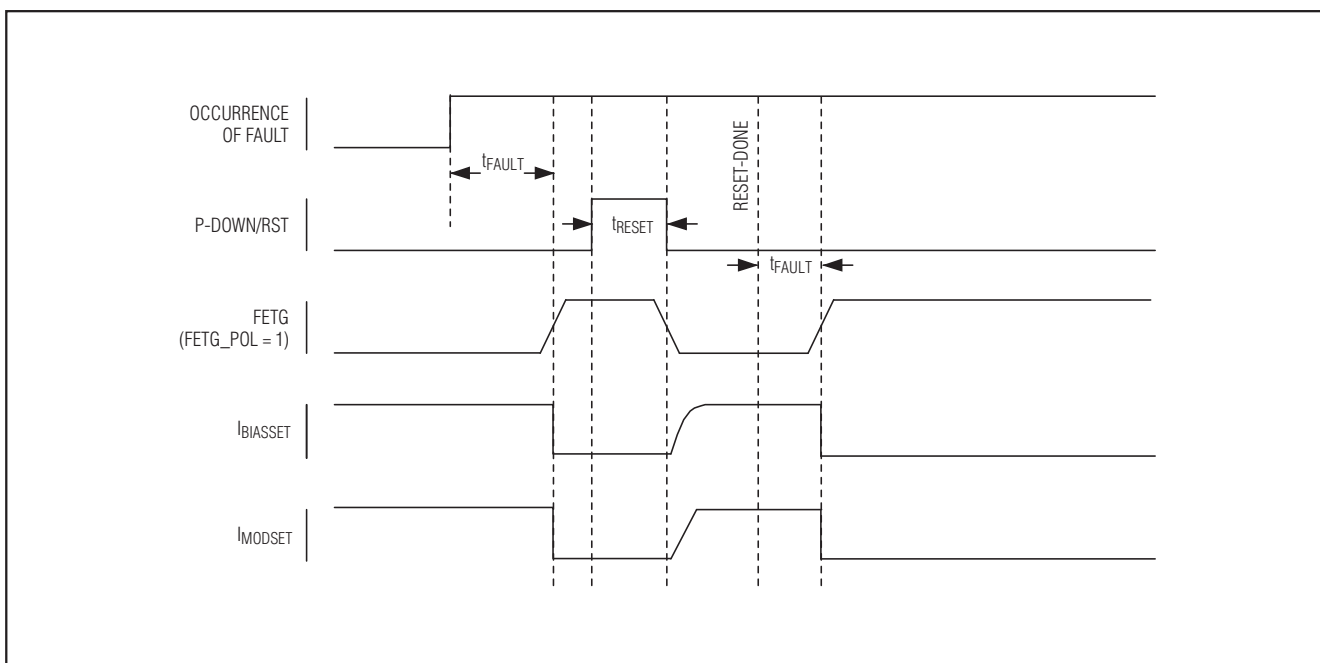 OCCURRENCE
OF FAULT
tFAULT
RESET-DONE
P-DOWN/RST
tRESET
tFAULT
FETG
(FETG_POL = 1)
IBIASSET
IMODSET